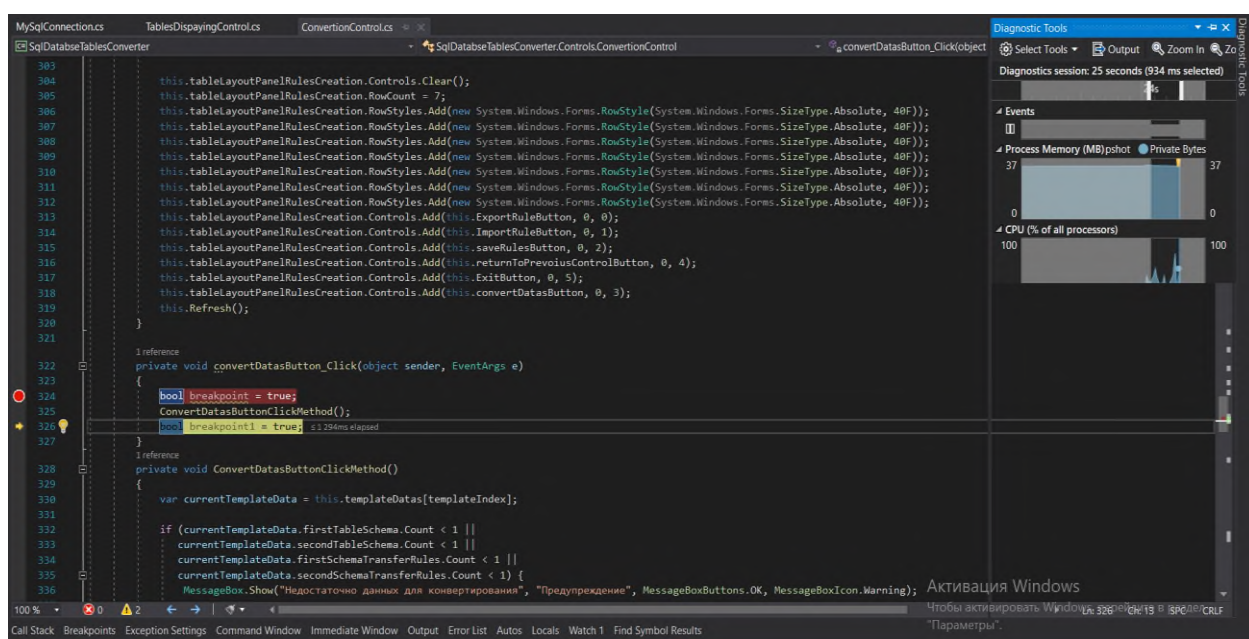 MySqlConnection.cs TablesDispayingControl.cs ConvertionControl.cs
SqlDatabseTablesConverter SqlDatabseTablesConverter.Controls.ConvertionControl convertDatasButton_Click(object
303
304 this.tableLayoutPanelRulesCreation.Controls.Clear();
305 this.tableLayoutPanelRulesCreation.RowCount = 7;
306 this.tableLayoutPanelRulesCreation.RowStyles.Add(new System.Windows.Forms.RowStyle(System.Windows.Forms.SizeType.Absolute, 40F));
307 this.tableLayoutPanelRulesCreation.RowStyles.Add(new System.Windows.Forms.RowStyle(System.Windows.Forms.SizeType.Absolute, 40F));
308 this.tableLayoutPanelRulesCreation.RowStyles.Add(new System.Windows.Forms.RowStyle(System.Windows.Forms.SizeType.Absolute, 40F));
309 this.tableLayoutPanelRulesCreation.RowStyles.Add(new System.Windows.Forms.RowStyle(System.Windows.Forms.SizeType.Absolute, 40F));
310 this.tableLayoutPanelRulesCreation.RowStyles.Add(new System.Windows.Forms.RowStyle(System.Windows.Forms.SizeType.Absolute, 40F));
311 this.tableLayoutPanelRulesCreation.RowStyles.Add(new System.Windows.Forms.RowStyle(System.Windows.Forms.SizeType.Absolute, 40F));
312 this.tableLayoutPanelRulesCreation.RowStyles.Add(new System.Windows.Forms.RowStyle(System.Windows.Forms.SizeType.Absolute, 40F));
313 this.tableLayoutPanelRulesCreation.Controls.Add(this.ExportRuleButton, 0, 0);
314 this.tableLayoutPanelRulesCreation.Controls.Add(this.ImportRuleButton, 0, 1);
315 this.tableLayoutPanelRulesCreation.Controls.Add(this.saveRulesButton, 0, 2);
316 this.tableLayoutPanelRulesCreation.Controls.Add(this.returnToPrevoiusControlButton, 0, 4);
317 this.tableLayoutPanelRulesCreation.Controls.Add(this.ExitButton, 0, 5);
318 this.tableLayoutPanelRulesCreation.Controls.Add(this.convertDatasButton, 0, 3);
319 this.Refresh();
320 }
321
1 reference
322 private void convertDatasButton_Click(object sender, EventArgs e)
323 {
324 bool breakpoint = true;
325 ConvertDatasButtonClickMethod();
326 bool breakpoint1 = true; ≤ 1 294ms elapsed
327 }
1 reference
328 private void ConvertDatasButtonClickMethod()
329 {
330 var currentTemplateData = this.templateDatas[templateIndex];
331
332 if (currentTemplateData.firstTableSchema.Count < 1 ||
333 currentTemplateData.secondTableSchema.Count < 1 ||
334 currentTemplateData.firstSchemaTransferRules.Count < 1 ||
335 currentTemplateData.secondSchemaTransferRules.Count < 1) {
336 MessageBox.Show("Недостаточно данных для конвертирования", "Предупреждение", MessageBoxButtons.OK, MessageBoxIcon.Warning);
100 % 0 2 Ln: 326 Ch: 13 SPC CRLF
Call Stack Breakpoints Exception Settings Command Window Immediate Window Output Error List Autos Locals Watch 1 Find Symbol Results
Diagnostic Tools
Select Tools Output Zoom In Zo
Diagnostics session: 25 seconds (934 ms selected)
Events
Process Memory (MB) pshot Private Bytes
37 37
0 0
CPU (% of all processors)
100 100
Diagnostic Tools
Активация Windows
Чтобы активировать Windows раздел
"Параметры".